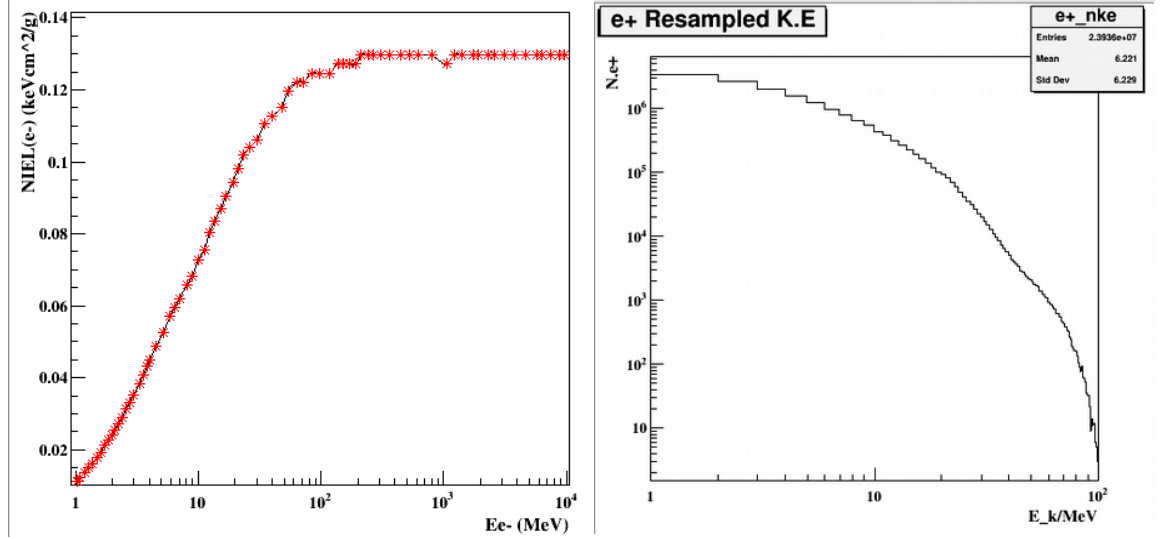 NIEL(e-) (keVcm^2/g)
0.14
0.12
0.1
0.08
0.06
0.04
0.02
1
10
10²
10³
10⁴
Ee- (MeV)
e+ Resampled K.E
e+_nke
Entries 2.3936e+07
Mean 6.221
Std Dev 6.229
N.e+
10⁶
10⁵
10⁴
10³
10²
10
1
10
10²
E_k/MeV